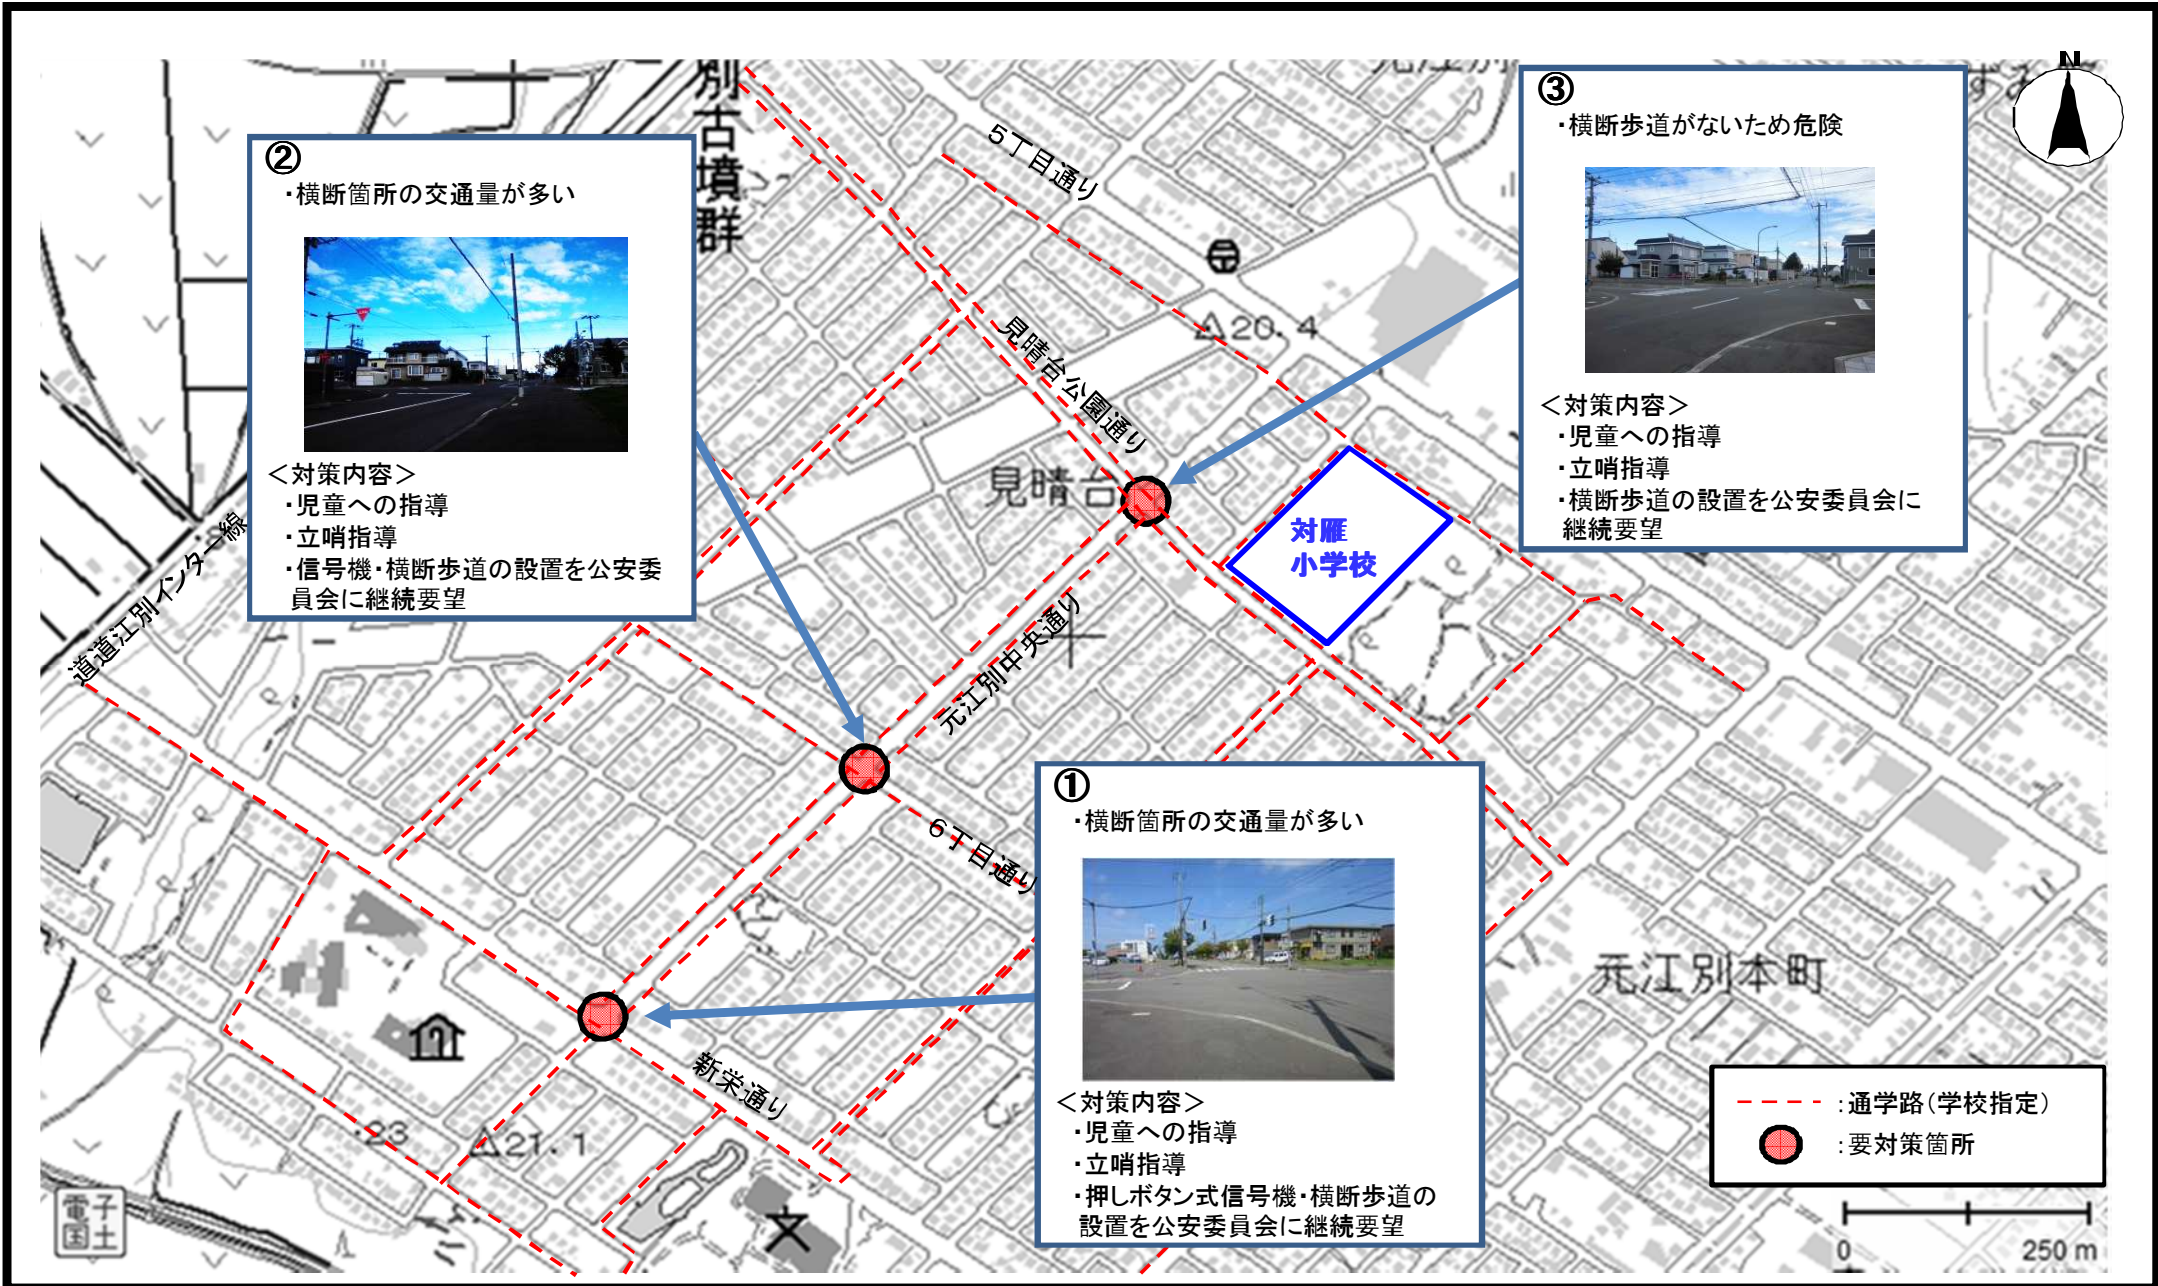 ②
・横断箇所の交通量が多い
＜対策内容＞
・児童への指導
・立哨指導
・信号機・横断歩道の設置を公安委
員会に継続要望
③
・横断歩道がないため危険
＜対策内容＞
・児童への指導
・立哨指導
・横断歩道の設置を公安委員会に
継続要望
①
・横断箇所の交通量が多い
＜対策内容＞
・児童への指導
・立哨指導
・押しボタン式信号機・横断歩道の
設置を公安委員会に継続要望
N
別古墳群
5丁目通り
20.4
見晴台公園通り
見晴台
対雁
小学校
元江別中央通り
道道江別インター線
6丁目通り
新栄通り
元江別本町
・23
21.1
電子
国土
：通学路（学校指定）
：要対策箇所
0
250 m